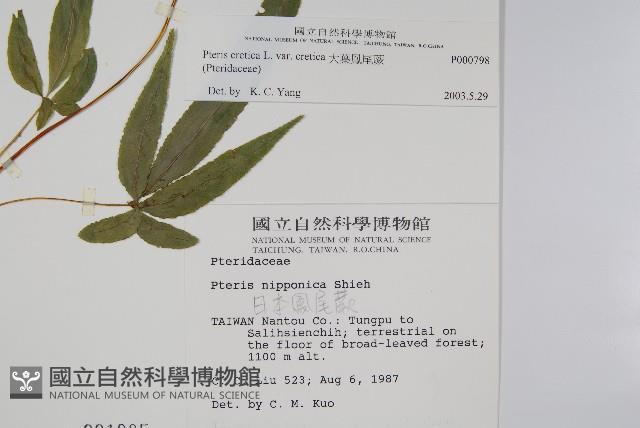 國立自然科學博物館
NATIONAL MUSEUM OF NATURAL SCIENCE, TAICHUNG, TAIWAN, R.O.CHINA
Pteris cretica L. var. cretica 大葉鳳尾蕨 P000798
(Pteridaceae)
Det. by K. C. Yang 2003.5.29
國立自然科學博物館
NATIONAL MUSEUM OF NATURAL SCIENCE
TAICHUNG, TAIWAN, R.O.CHINA
Pteridaceae
Pteris nipponica Shieh
日本鳳尾蕨
TAIWAN Nantou Co.: Tungpu to
Salihsienchih; terrestrial on
the floor of broad-leaved forest;
1100 m alt.
Liu 523; Aug 6, 1987
Det. by C. M. Kuo
國立自然科學博物館
NATIONAL MUSEUM OF NATURAL SCIENCE